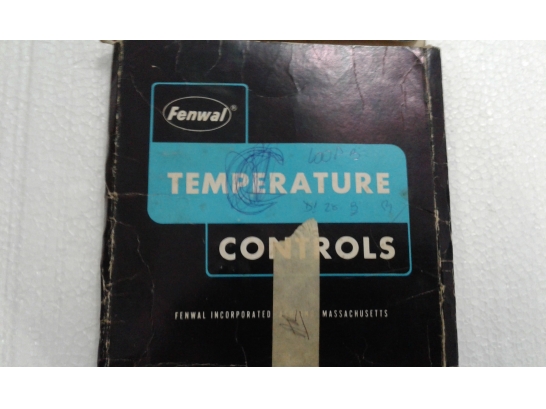 Fenwal®
TEMPERATURE
CONTROLS
FENWAL INCORPORATED MASSACHUSETTS